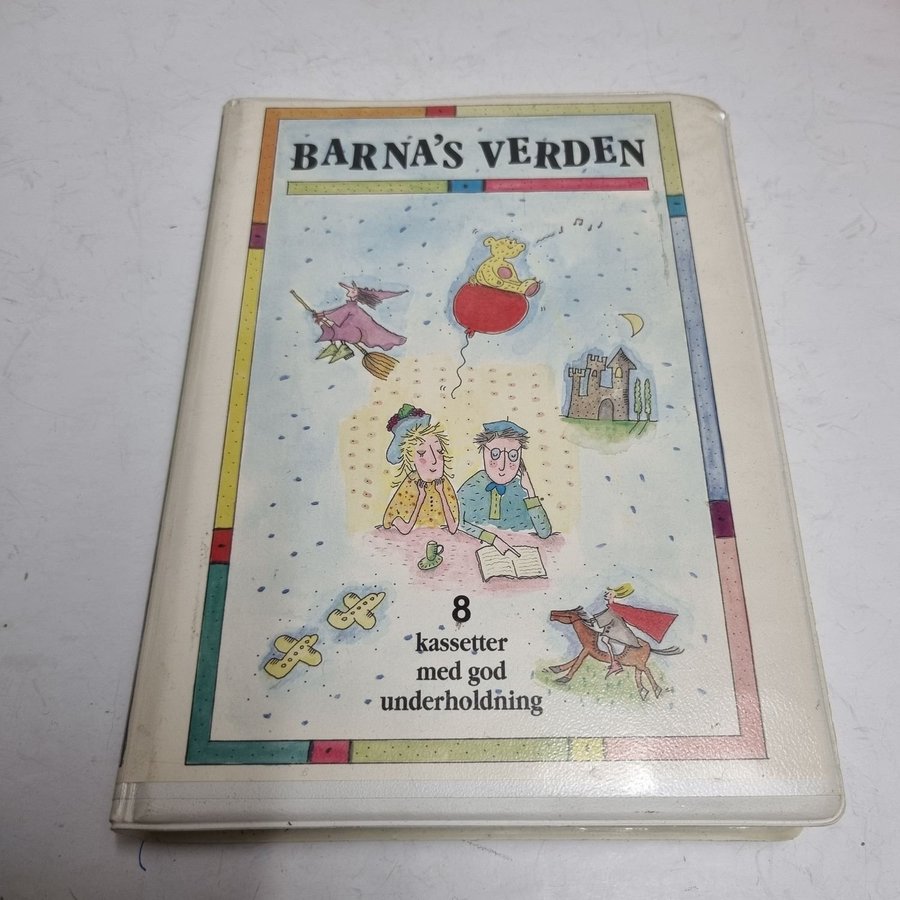 BARNA'S VERDEN
8
kassetter
med god
underholdning